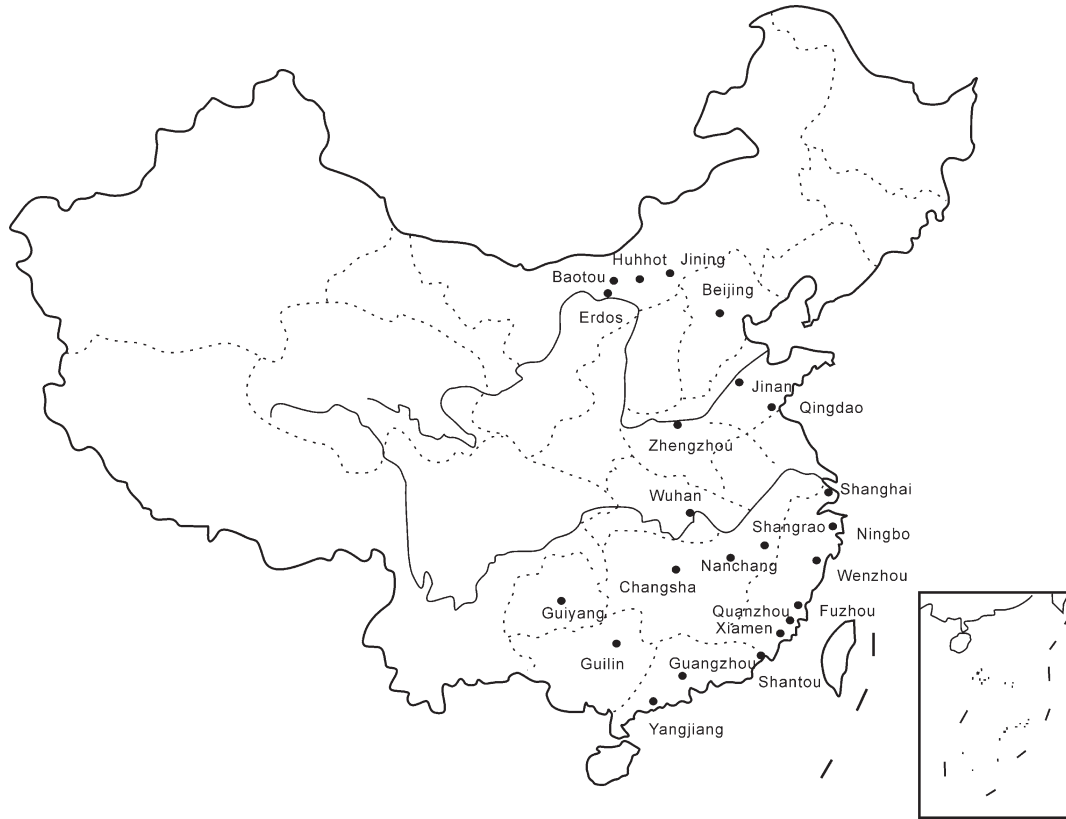 Huhhot
Jining
Baotou
Beijing
Erdos
Jinan
Qingdao
Zhengzhou
Shanghai
Wuhan
Shangrao
Ningbo
Nanchang
Wenzhou
Changsha
Guiyang
Quanzhou
Fuzhou
Xiamen
Guilin
Guangzhou
Shantou
Yangjiang